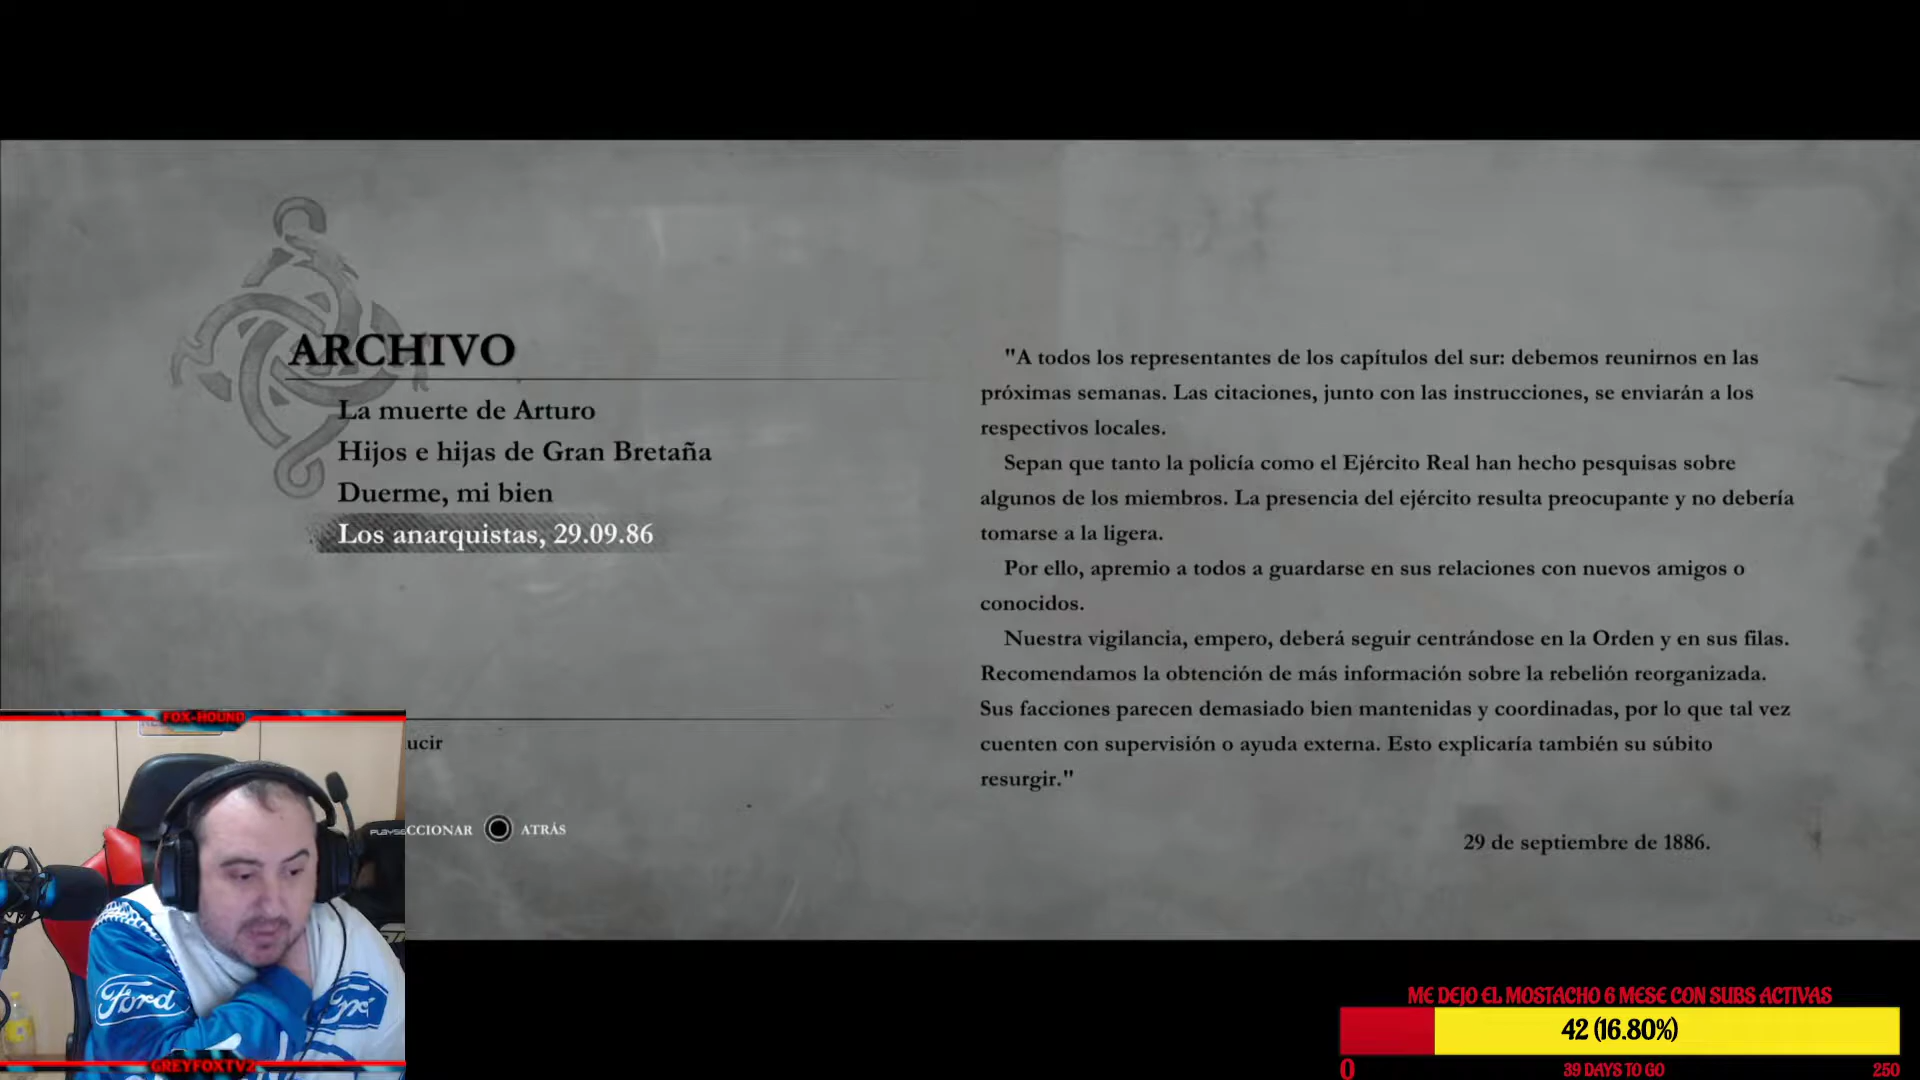 ARCHIVO
La muerte de Arturo
Hijos e hijas de Gran Bretaña
Duerme, mi bien
Los anarquistas, 29.09.86
"A todos los representantes de los capítulos del sur: debemos reunirnos en las
próximas semanas. Las citaciones, junto con las instrucciones, se enviarán a los
respectivos locales.
Sepan que tanto la policía como el Ejército Real han hecho pesquisas sobre
algunos de los miembros. La presencia del ejército resulta preocupante y no debería
tomarse a la ligera.
Por ello, apremio a todos a guardarse en sus relaciones con nuevos amigos o
conocidos.
Nuestra vigilancia, empero, deberá seguir centrándose en la Orden y en sus filas.
Recomendamos la obtención de más información sobre la rebelión reorganizada.
Sus facciones parecen demasiado bien mantenidas y coordinadas, por lo que tal vez
cuenten con supervisión o ayuda externa. Esto explicaría también su súbito
resurgir."
29 de septiembre de 1886.
ucir
CCIONAR ATRÁS
FOX-HOUND
Ford
GREYFOXTV2
ME DEJO EL MOSTACHO 6 MESE CON SUBS ACTIVAS
42 (16.80%)
0 39 DAYS TO GO 250